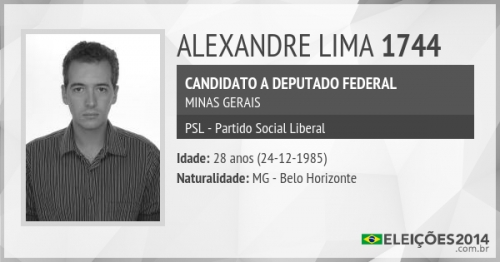 ALEXANDRE LIMA 1744
CANDIDATO A DEPUTADO FEDERAL
MINAS GERAIS
PSL - Partido Social Liberal
Idade: 28 anos (24-12-1985)
Naturalidade: MG - Belo Horizonte
ELEIÇÕES2014
.com.br